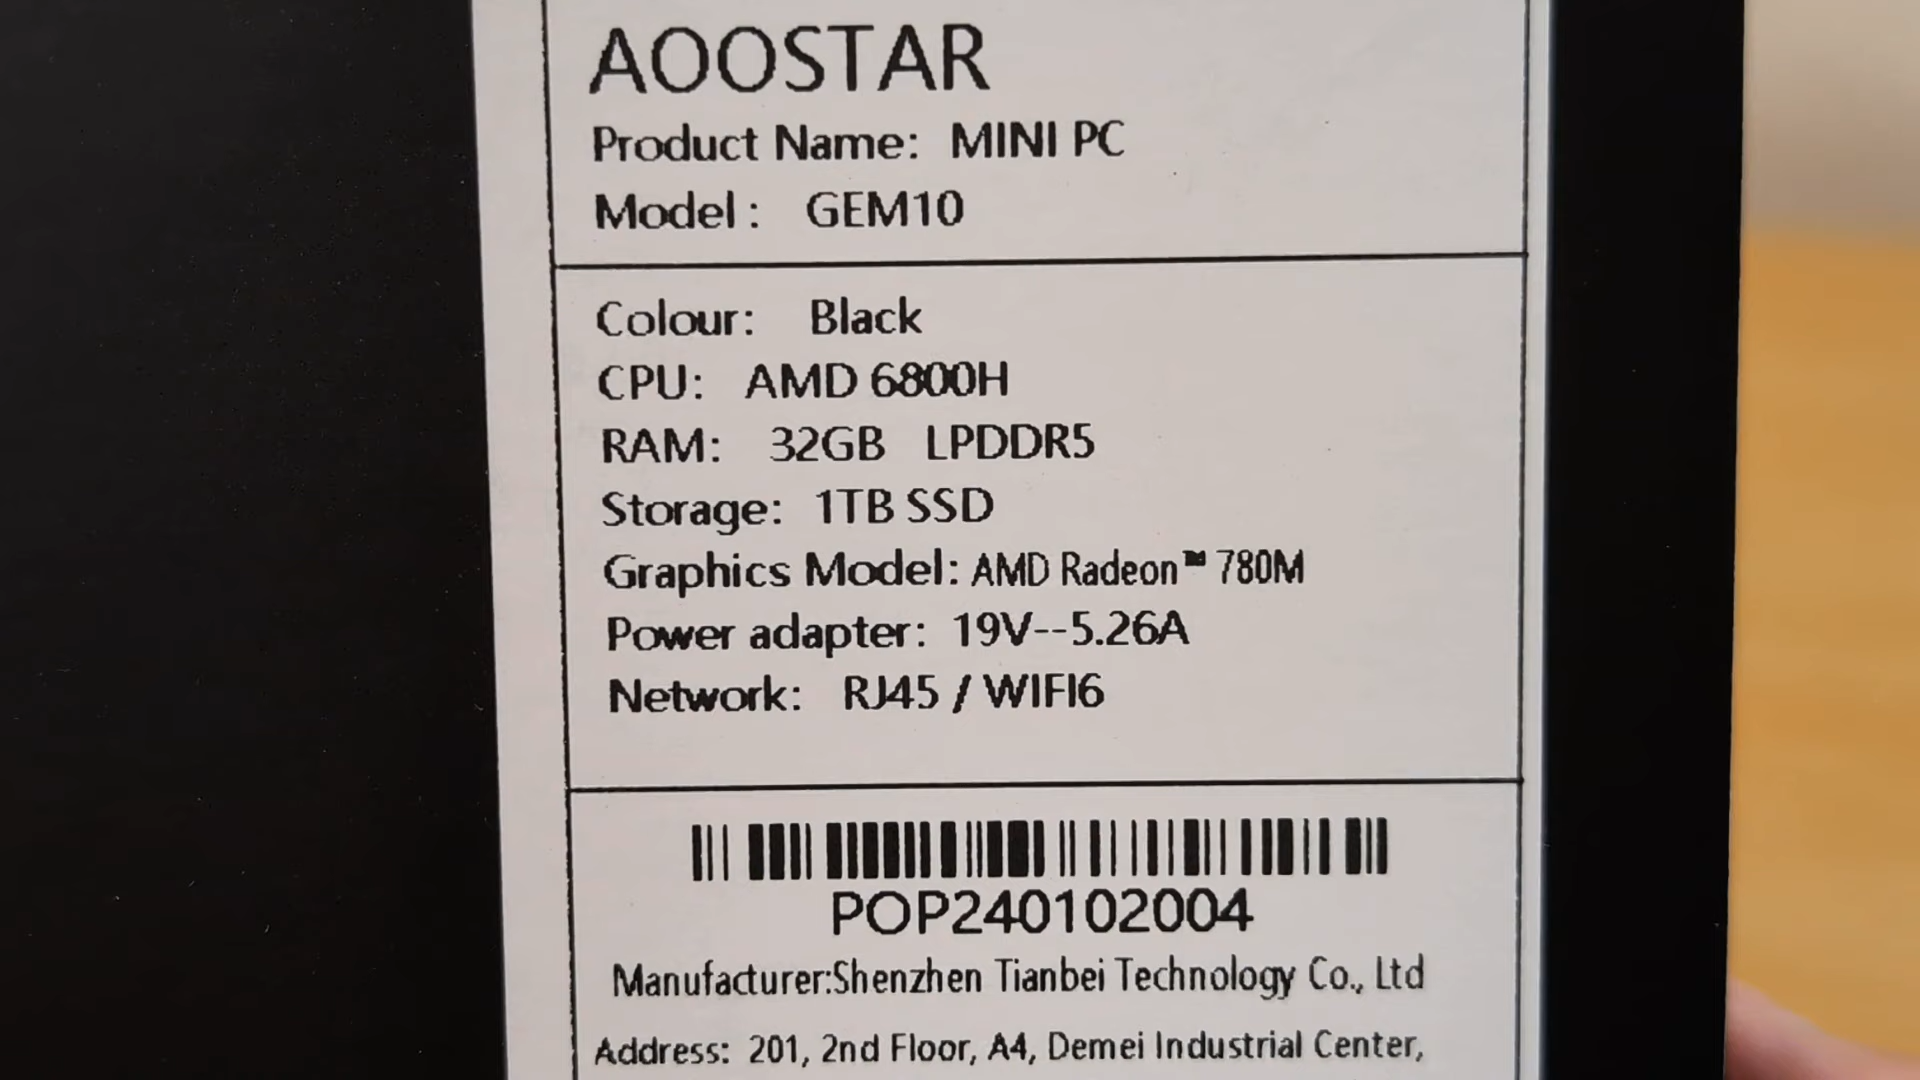 AOOSTAR
Product Name: MINI PC
Model: GEM10
Colour: Black
CPU: AMD 6800H
RAM: 32GB LPDDR5
Storage: 1TB SSD
Graphics Model: AMD Radeon™ 780M
Power adapter: 19V--5.26A
Network: RJ45 / WIFI6
POP240102004
Manufacturer:Shenzhen Tianbei Technology Co., Ltd
Address: 201, 2nd Floor, A4, Demei Industrial Center,